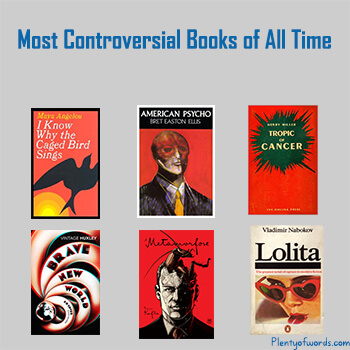 Most Controversial Books of All Time
Maya Angelou
I Know
Why the
Caged Bird
Sings
AMERICAN PSYCHO
BRET EASTON ELLIS
HENRY MILLER
TROPIC
OF
CANCER
VINTAGE HUXLEY
BRAVE
NEW
WORLD
Metamorfose
Vladimir Nabokov
Lolita
Plentyofwords.com